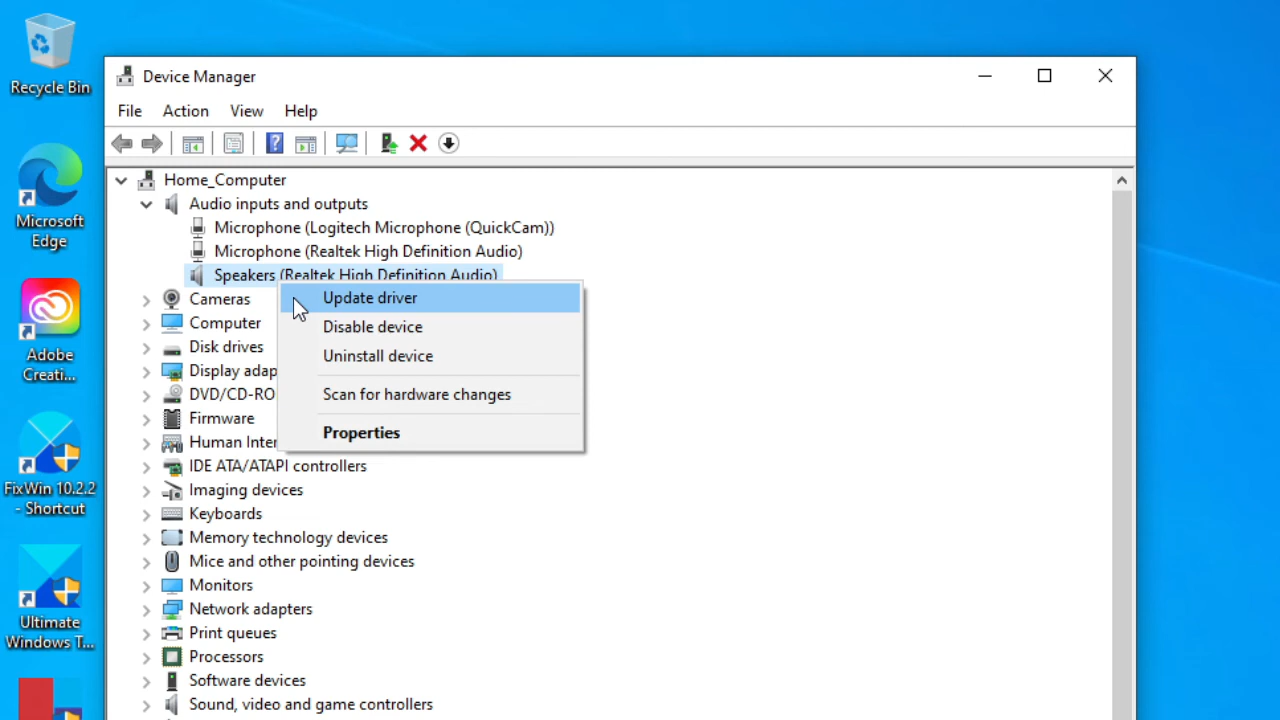 Recycle Bin
Microsoft
Edge
Adobe
Creati...
FixWin 10.2.2
- Shortcut
Ultimate
Windows T...
Device Manager
File Action View Help
Home_Computer
Audio inputs and outputs
Microphone (Logitech Microphone (QuickCam))
Microphone (Realtek High Definition Audio)
Speakers (Realtek High Definition Audio)
Cameras
Computer
Disk drives
Display adap
DVD/CD-RO
Firmware
Human Inter
IDE ATA/ATAPI controllers
Imaging devices
Keyboards
Memory technology devices
Mice and other pointing devices
Monitors
Network adapters
Print queues
Processors
Software devices
Sound, video and game controllers
Update driver
Disable device
Uninstall device
Scan for hardware changes
Properties